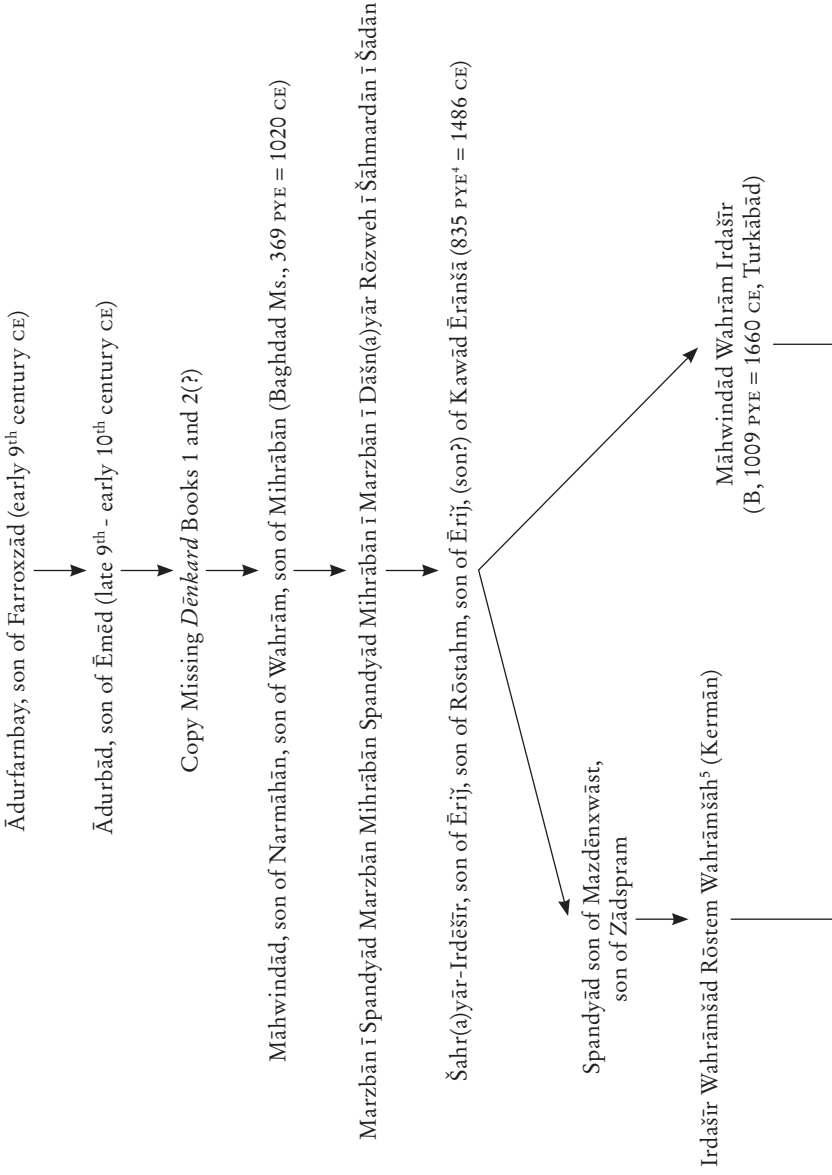 Ādurfarnbay, son of Farroxzād (early 9th century CE)
Ādurbād, son of Ēmēd (late 9th - early 10th century CE)
Copy Missing Dēnkard Books 1 and 2(?)
Māhwindād, son of Narmāhān, son of Wahrām, son of Mihrābān (Baghdad Ms., 369 PYE = 1020 CE)
Marzbān ī Spandyād Marzbān Mihrābān Spandyād Mihrābān ī Marzbān ī Dāšn(a)yār Rōzweh ī Šāhmardān ī Šādān
Šahr(a)yār-Irdēšīr, son of Ēriǰ, son of Rōstahm, son of Ēriǰ, (son?) of Kawād Ērānšā (835 PYE⁴ = 1486 CE)
Spandyād son of Mazdēnxwāst,
son of Zādspram
Māhwindād Wahrām Irdašīr
(B, 1009 PYE = 1660 CE, Turkābād)
Irdašīr Wahrāmšād Rōstem Wahrāmšāh⁵ (Kermān)